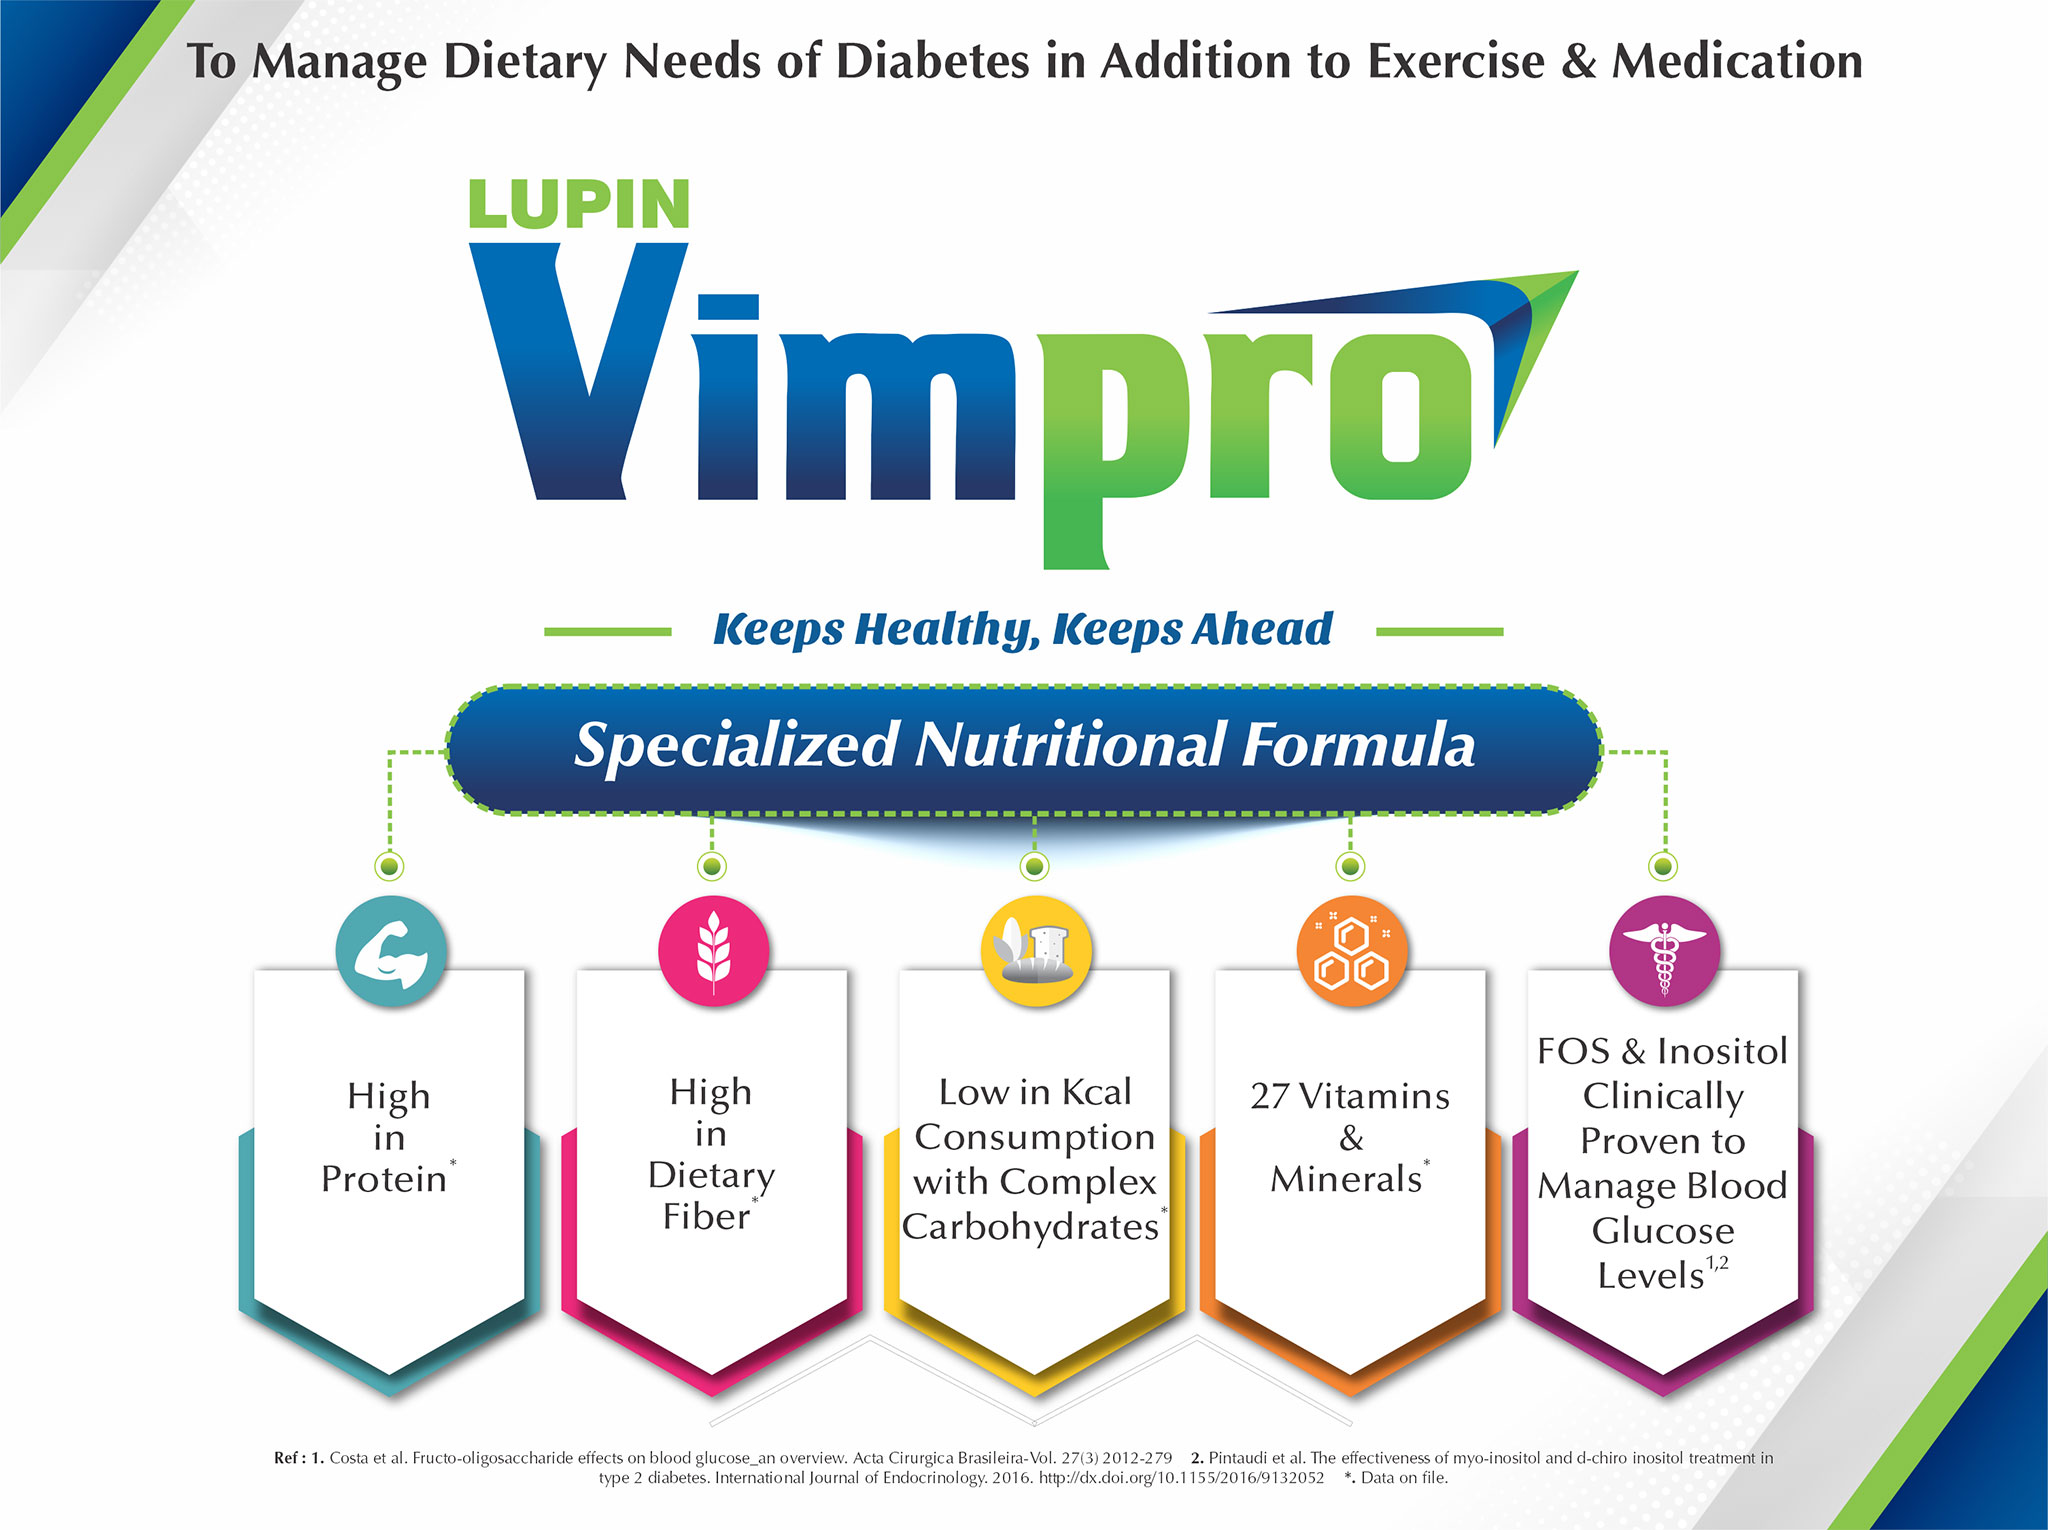 To Manage Dietary Needs of Diabetes in Addition to Exercise & Medication
LUPIN
Vimpro
Keeps Healthy, Keeps Ahead
Specialized Nutritional Formula
High
in
Protein*
High
in
Dietary
Fiber*
Low in Kcal
Consumption
with Complex
Carbohydrates*
27 Vitamins
&
Minerals*
FOS & Inositol
Clinically
Proven to
Manage Blood
Glucose
Levels1,2
Ref : 1. Costa et al. Fructo-oligosaccharide effects on blood glucose_an overview. Acta Cirurgica Brasileira-Vol. 27(3) 2012-279 2. Pintaudi et al. The effectiveness of myo-inositol and d-chiro inositol treatment in
type 2 diabetes. International Journal of Endocrinology. 2016. http://dx.doi.org/10.1155/2016/9132052 *. Data on file.